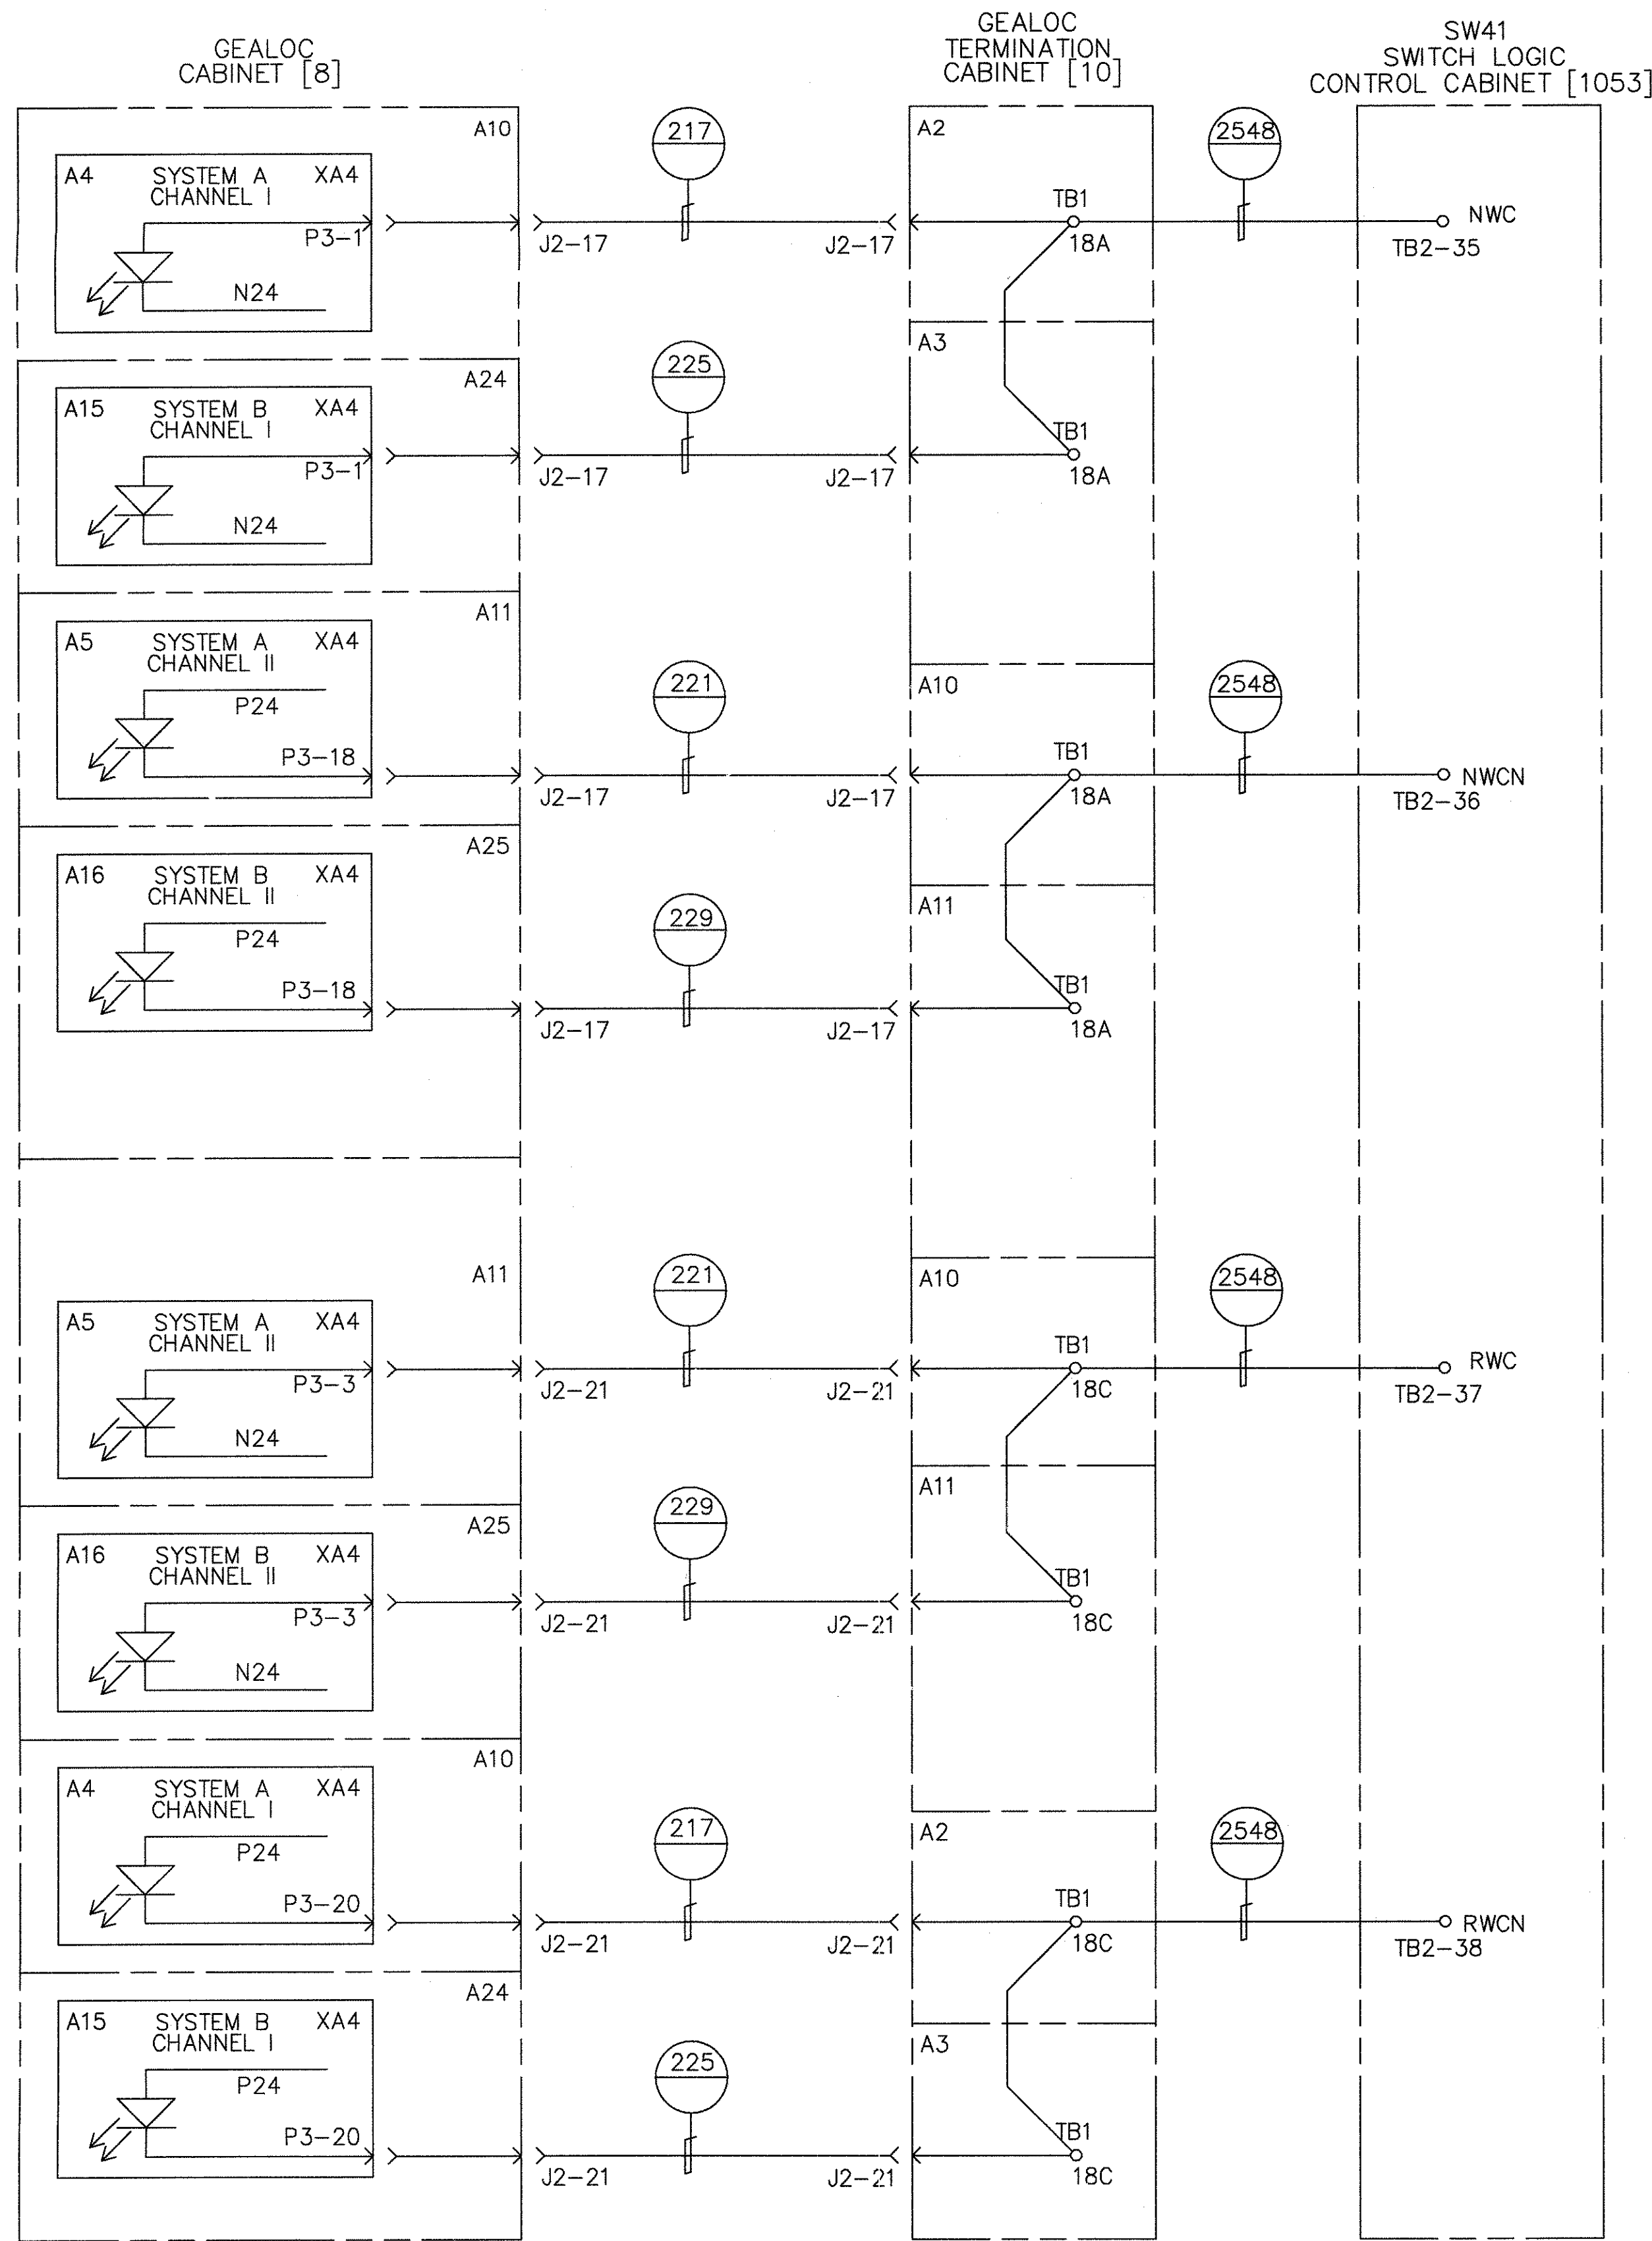 GEALOC
CABINET [8]
GEALOC
TERMINATION
CABINET [10]
SW41
SWITCH LOGIC
CONTROL CABINET [1053]
A10
A4 SYSTEM A XA4
CHANNEL I
P3-1
N24
J2-17
217
J2-17
A2
TB1
18A
2548
NWC
TB2-35
A24
A15 SYSTEM B XA4
CHANNEL I
P3-1
N24
J2-17
225
J2-17
A3
TB1
18A
A11
A5 SYSTEM A XA4
CHANNEL II
P24
P3-18
J2-17
221
J2-17
A10
TB1
18A
2548
NWCN
TB2-36
A25
A16 SYSTEM B XA4
CHANNEL II
P24
P3-18
J2-17
229
J2-17
A11
TB1
18A
A11
A5 SYSTEM A XA4
CHANNEL II
P3-3
N24
J2-21
221
J2-21
A10
TB1
18C
2548
RWC
TB2-37
A25
A16 SYSTEM B XA4
CHANNEL II
P3-3
N24
J2-21
229
J2-21
A11
TB1
18C
A10
A4 SYSTEM A XA4
CHANNEL I
P24
P3-20
J2-21
217
J2-21
A2
TB1
18C
2548
RWCN
TB2-38
A24
A15 SYSTEM B XA4
CHANNEL I
P24
P3-20
J2-21
225
J2-21
A3
TB1
18C